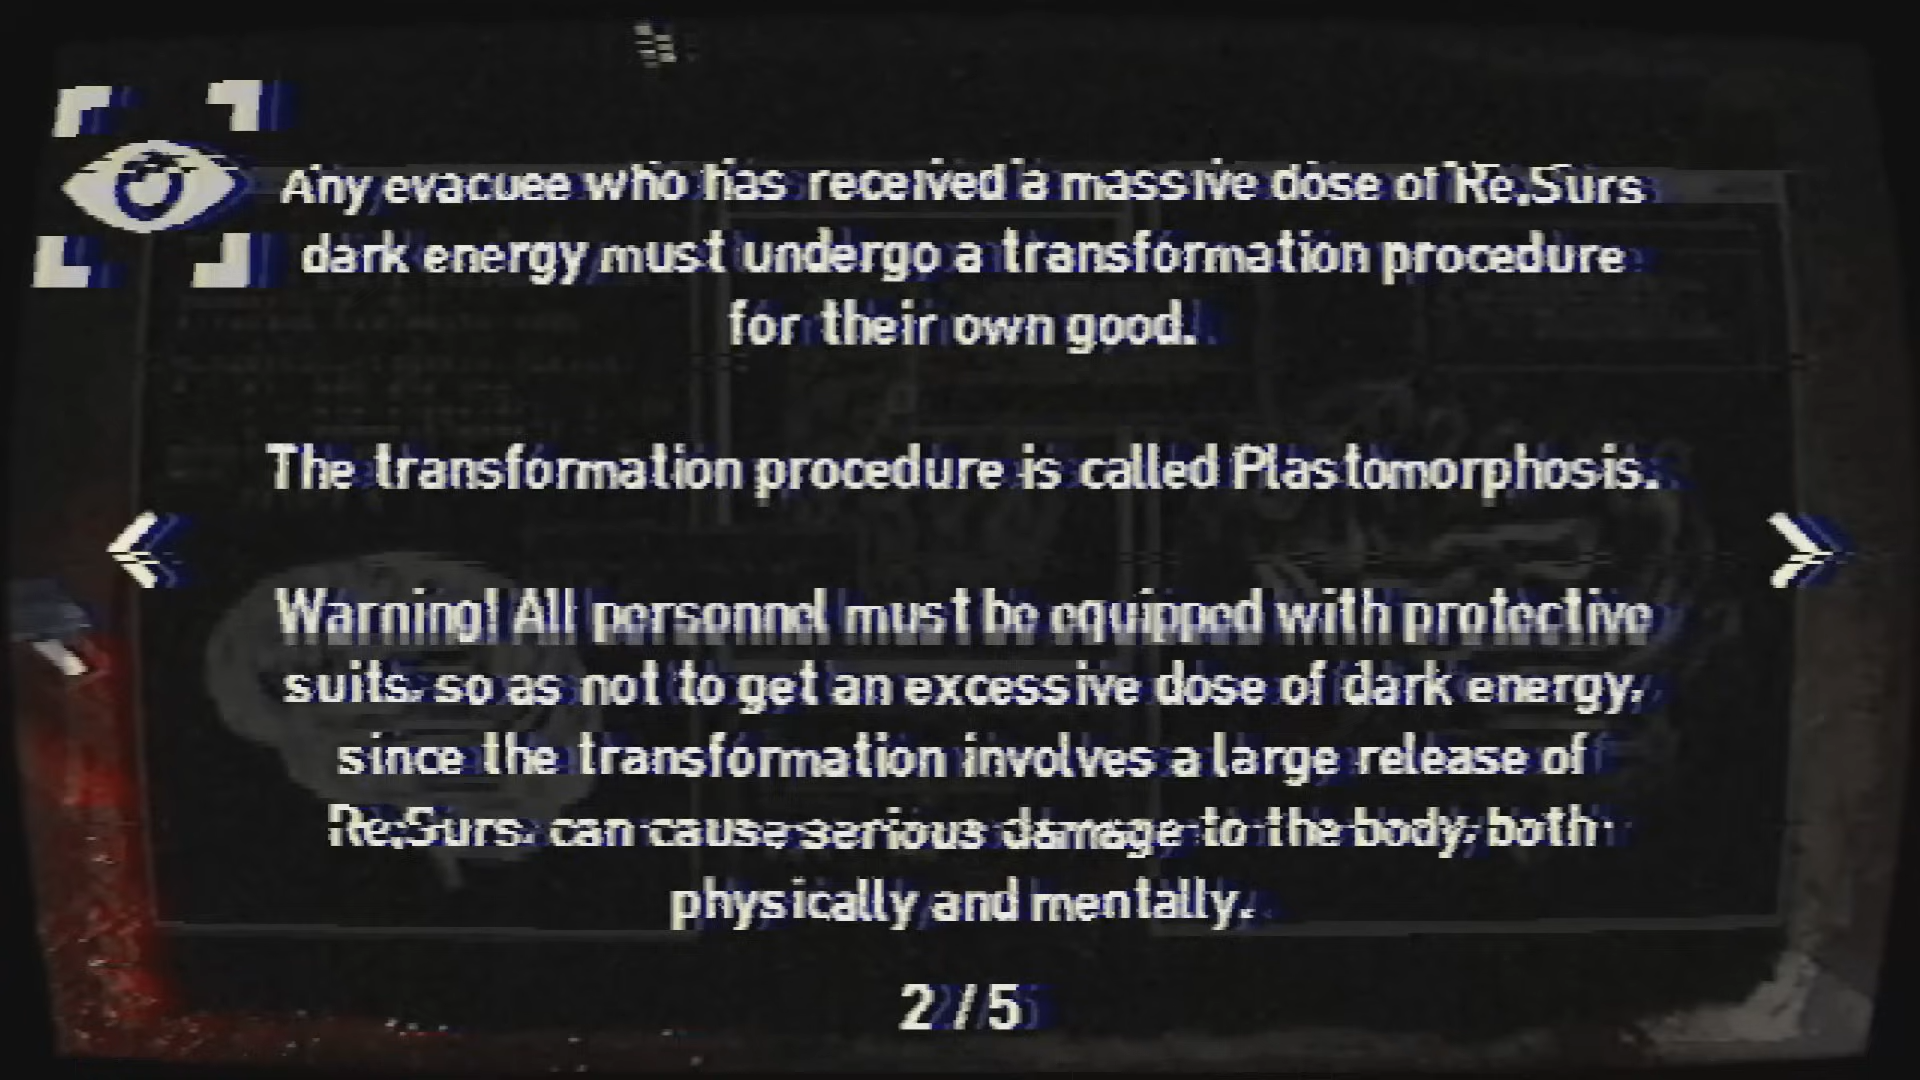 Any evacuee who has received a massive dose of Re;Surs
dark energy must undergo a transformation procedure
for their own good.
The transformation procedure is called Plastomorphosis.
Warning! All personnel must be equipped with protective
suits, so as not to get an excessive dose of dark energy,
since the transformation involves a large release of
Re;Surs, can cause serious damage to the body, both
physically and mentally.
2/5